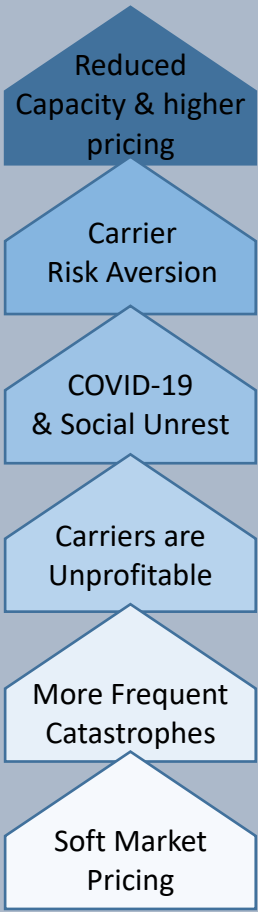 Reduced
Capacity & higher
pricing
Carrier
Risk Aversion
COVID-19
& Social Unrest
Carriers are
Unprofitable
More Frequent
Catastrophes
Soft Market
Pricing